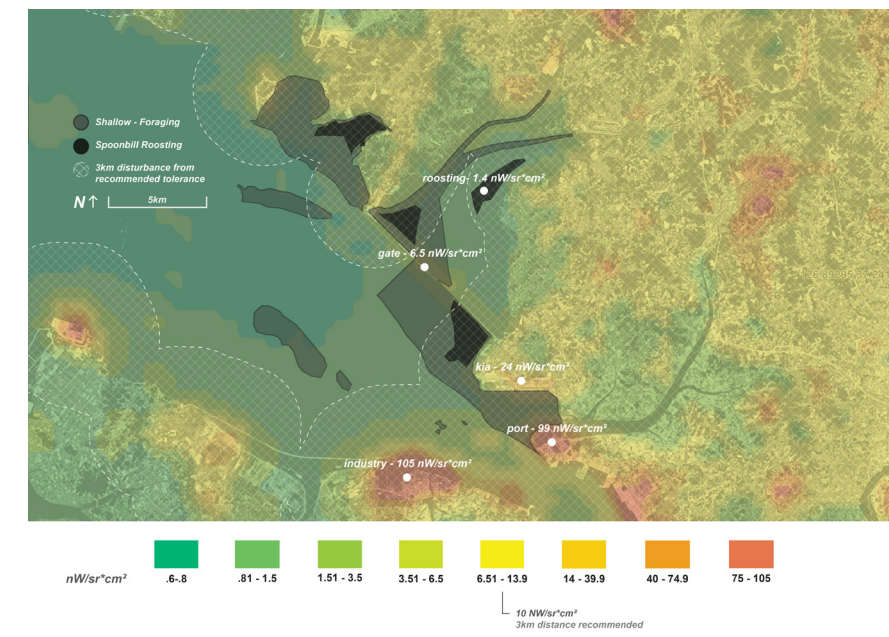 Shallow - Foraging
Spoonbill Roosting
3km disturbance from
recommended tolerance
N↑
5km
roosting- 1.4 nW/sr*cm²
gate - 6.5 nW/sr*cm²
kia - 24 nW/sr*cm²
port - 99 nW/sr*cm²
industry - 105 nW/sr*cm²
nW/sr*cm²
.6-.8
.81 - 1.5
1.51 - 3.5
3.51 - 6.5
6.51 - 13.9
14 - 39.9
40 - 74.9
75 - 105
10 NW/sr*cm²
3km distance recommended